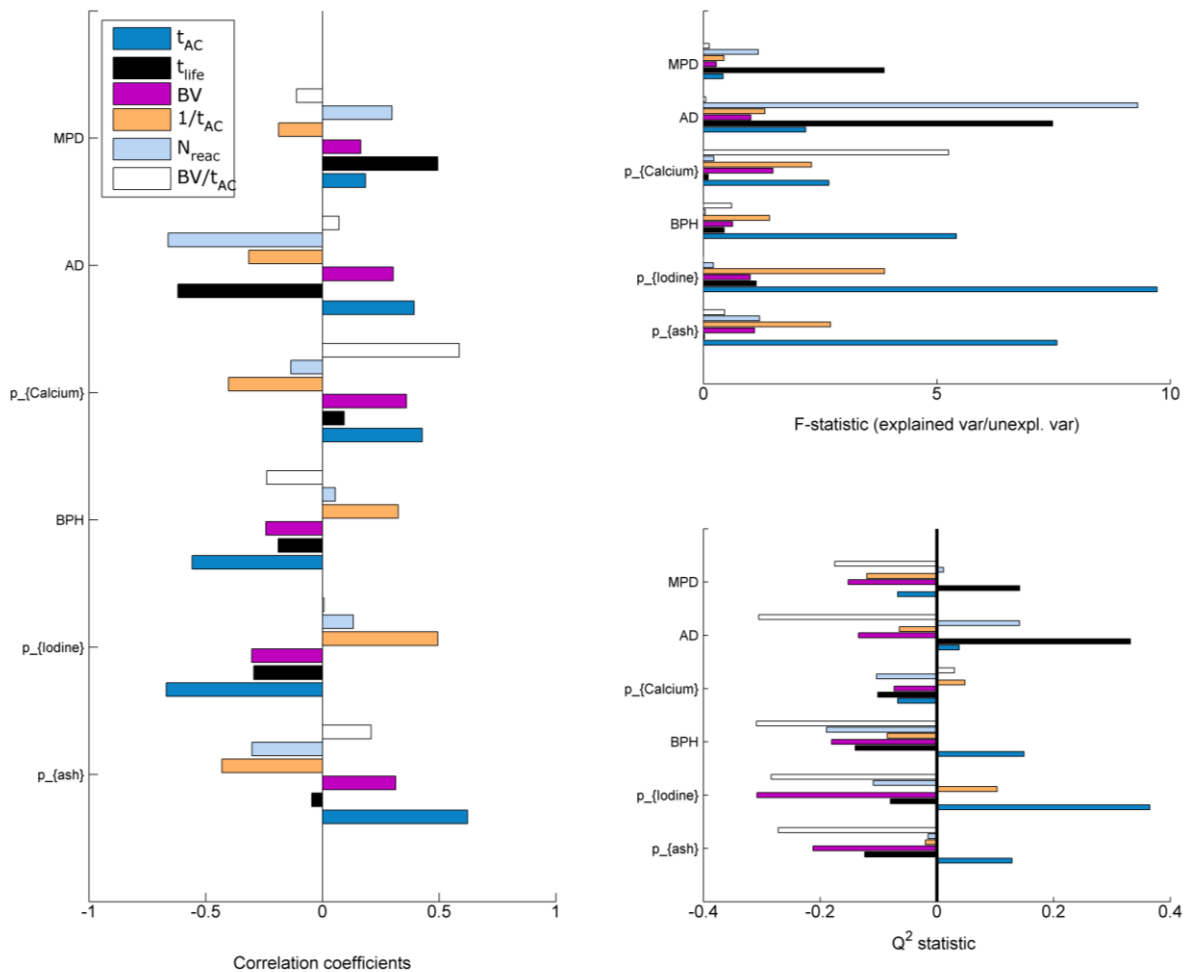 t_AC
t_life
BV
1/t_AC
N_reac
BV/t_AC
MPD
AD
p_{Calcium}
BPH
p_{Iodine}
p_{ash}
-1
-0.5
0
0.5
1
Correlation coefficients
MPD
AD
p_{Calcium}
BPH
p_{Iodine}
p_{ash}
0
5
10
F-statistic (explained var/unexpl. var)
MPD
AD
p_{Calcium}
BPH
p_{Iodine}
p_{ash}
-0.4
-0.2
0
0.2
0.4
Q² statistic